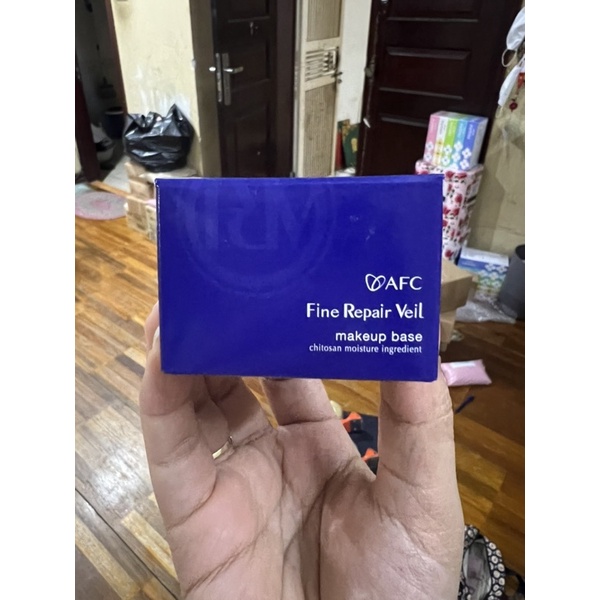 AFC
Fine Repair Veil
makeup base
chitosan moisture ingredient